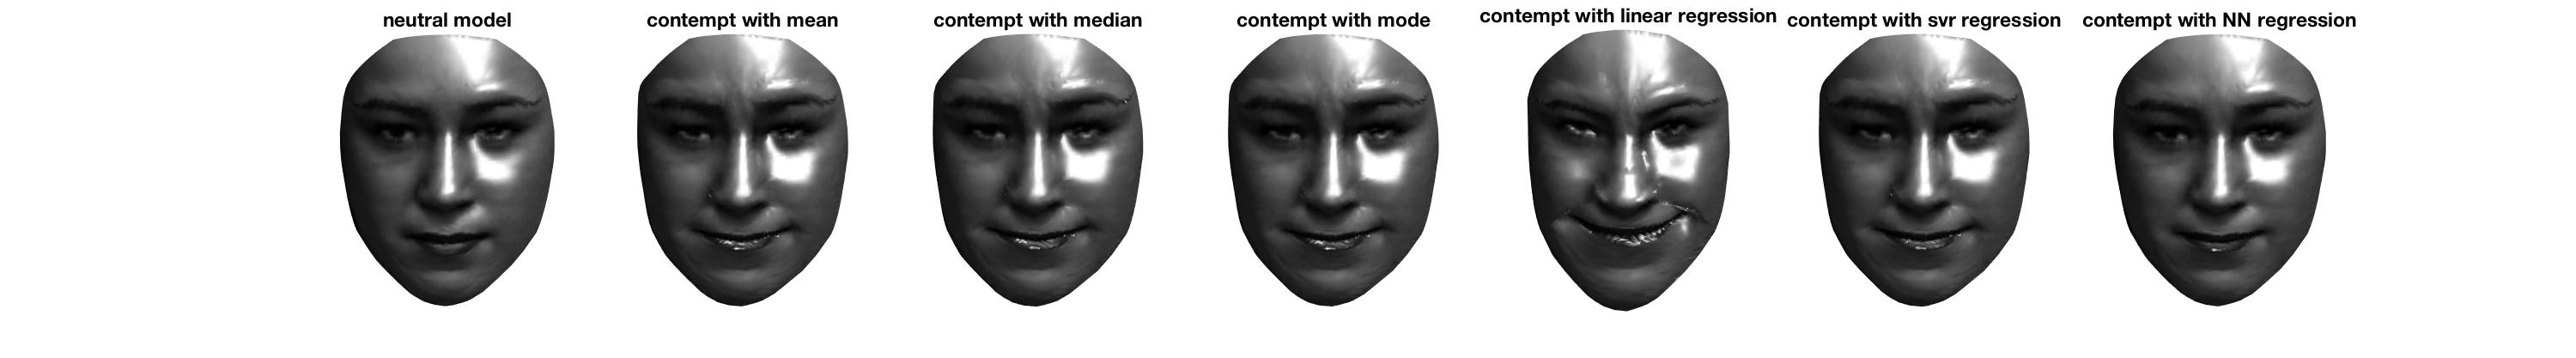 neutral model
contempt with mean
contempt with median
contempt with mode
contempt with linear regression
contempt with svr regression
contempt with NN regression